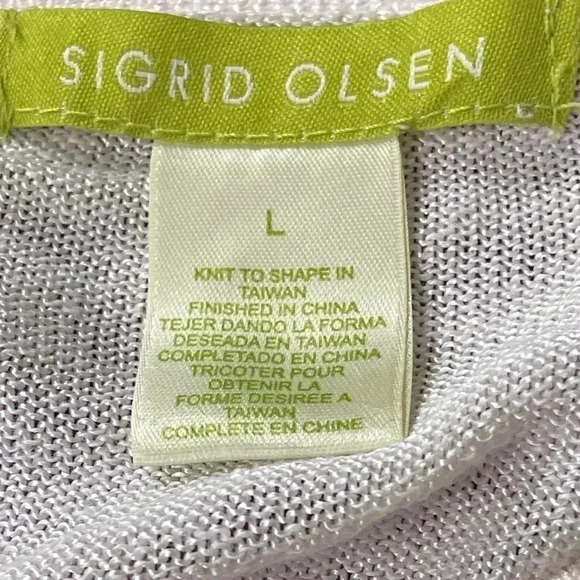 SIGRID OLSEN
L
KNIT TO SHAPE IN
TAIWAN
FINISHED IN CHINA
TEJER DANDO LA FORMA
DESEADA EN TAIWAN
COMPLETADO EN CHINA
TRICOTER POUR
OBTENIR LA
FORME DESIREE A
TAIWAN
COMPLETE EN CHINE